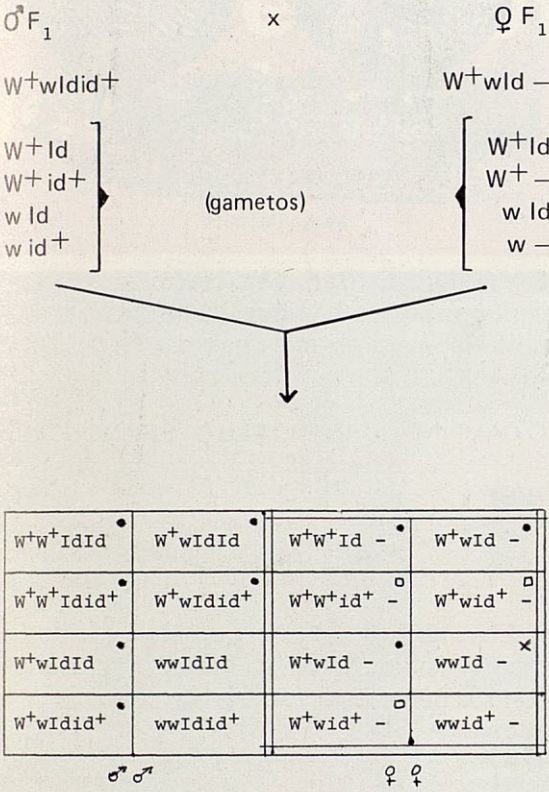 ♂ F₁ x ♀ F₁
W⁺wIdid⁺ W⁺wId –
W⁺Id W⁺Id
W⁺id⁺ (gametos) W⁺ –
w Id w Id
w id⁺ w –
W⁺W⁺IdId W⁺wIdId W⁺W⁺Id – W⁺wId –
W⁺W⁺Idid⁺ W⁺wIdid⁺ W⁺W⁺id⁺ – W⁺wid⁺ –
W⁺wIdId wwIdId W⁺wId – wwId – x
W⁺wIdid⁺ wwIdid⁺ W⁺wid⁺ – wwid⁺ –
♂ ♂ ♀ ♀